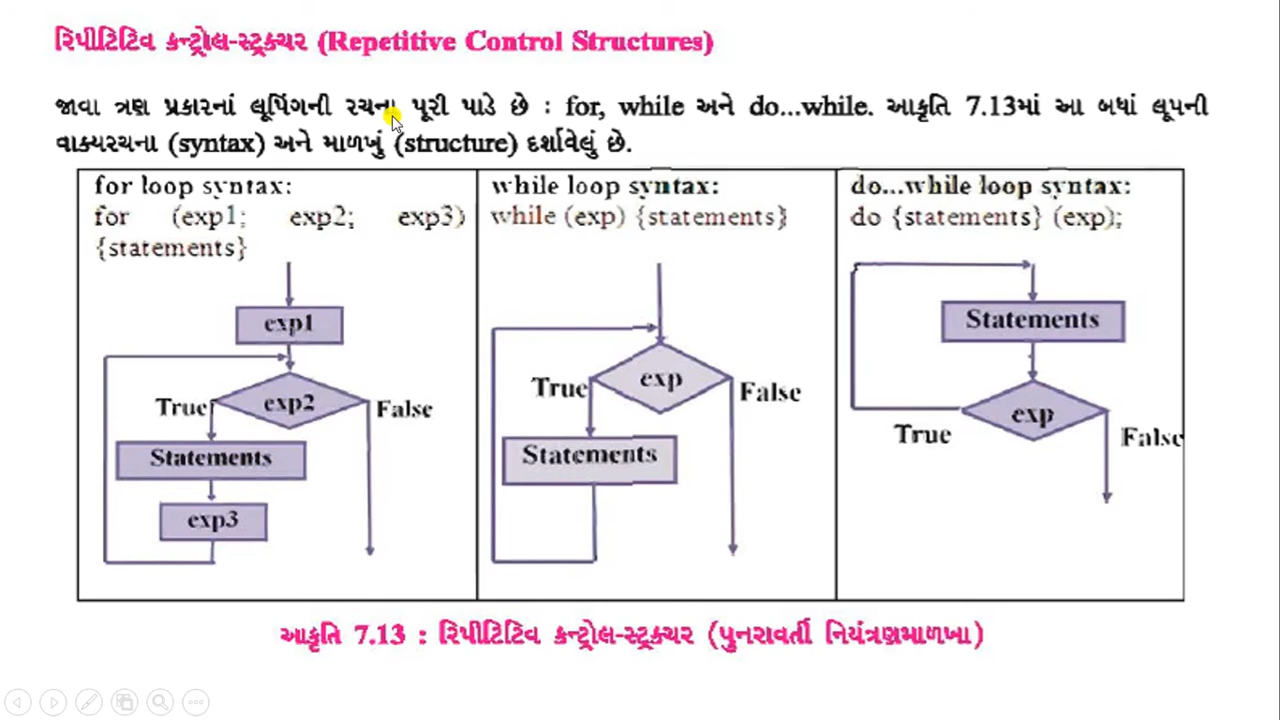 રિપીટિટિવ કન્ટ્રોલ-સ્ટ્રક્ચર (Repetitive Control Structures)
જાવા ત્રણ પ્રકારનાં લૂપિંગની રચના પૂરી પાડે છે : for, while અને do...while. આકૃતિ 7.13માં આ બધાં લૂપની
વાક્યરચના (syntax) અને માળખું (structure) દર્શાવેલું છે.
for loop syntax:
for (exp1; exp2; exp3)
{statements}
exp1
exp2
True
False
Statements
exp3
while loop syntax:
while (exp) {statements}
exp
True
False
Statements
do...while loop syntax:
do {statements} (exp);
Statements
exp
True
False
આકૃતિ 7.13 : રિપીટિટિવ કન્ટ્રોલ-સ્ટ્રક્ચર (પુનરાવર્તી નિયંત્રણમાળખા)